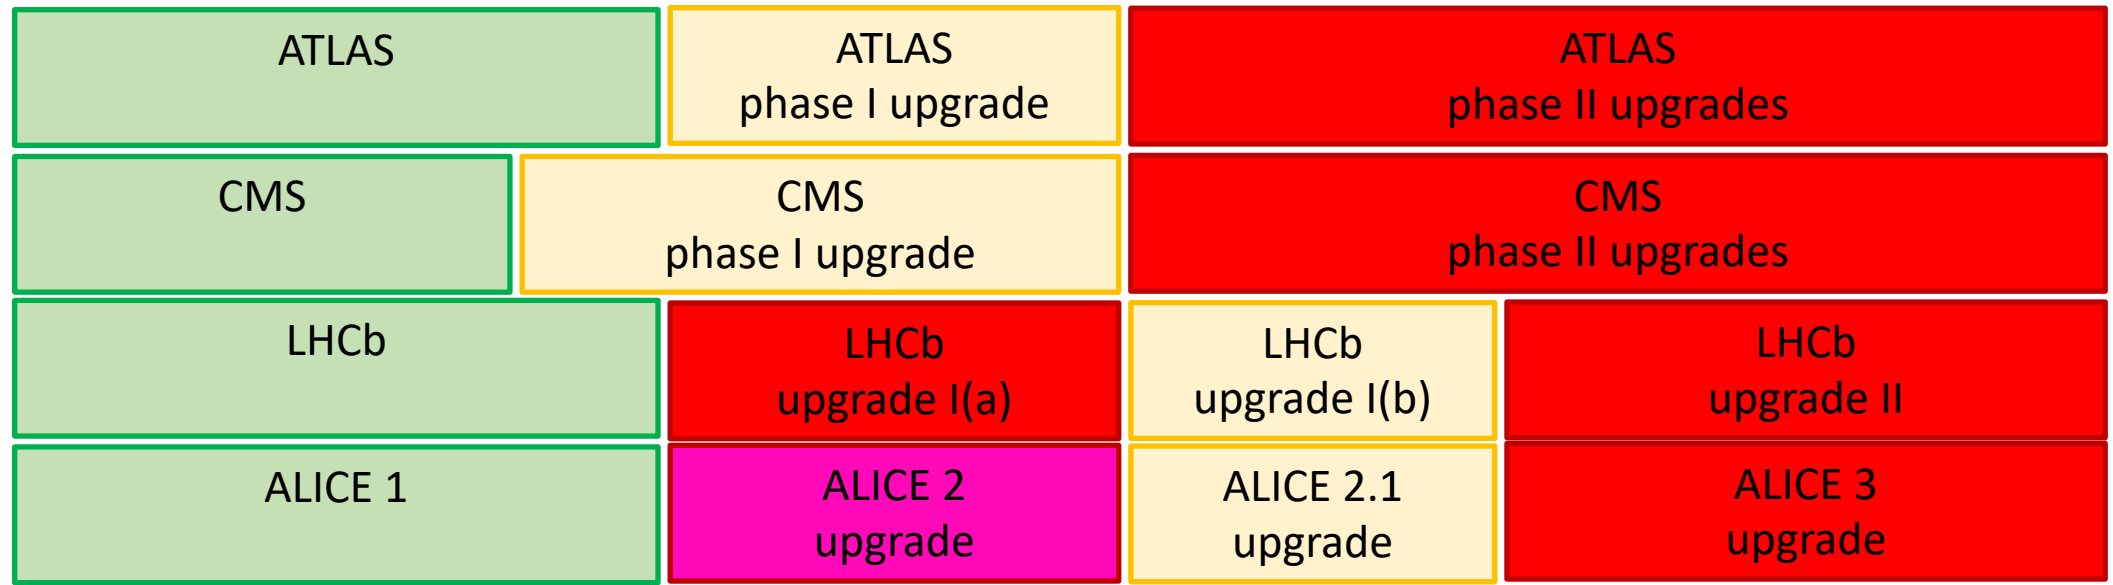 ATLAS
ATLAS
phase I upgrade
ATLAS
phase II upgrades
CMS
CMS
phase I upgrade
CMS
phase II upgrades
LHCb
LHCb
upgrade I(a)
LHCb
upgrade I(b)
LHCb
upgrade II
ALICE 1
ALICE 2
upgrade
ALICE 2.1
upgrade
ALICE 3
upgrade